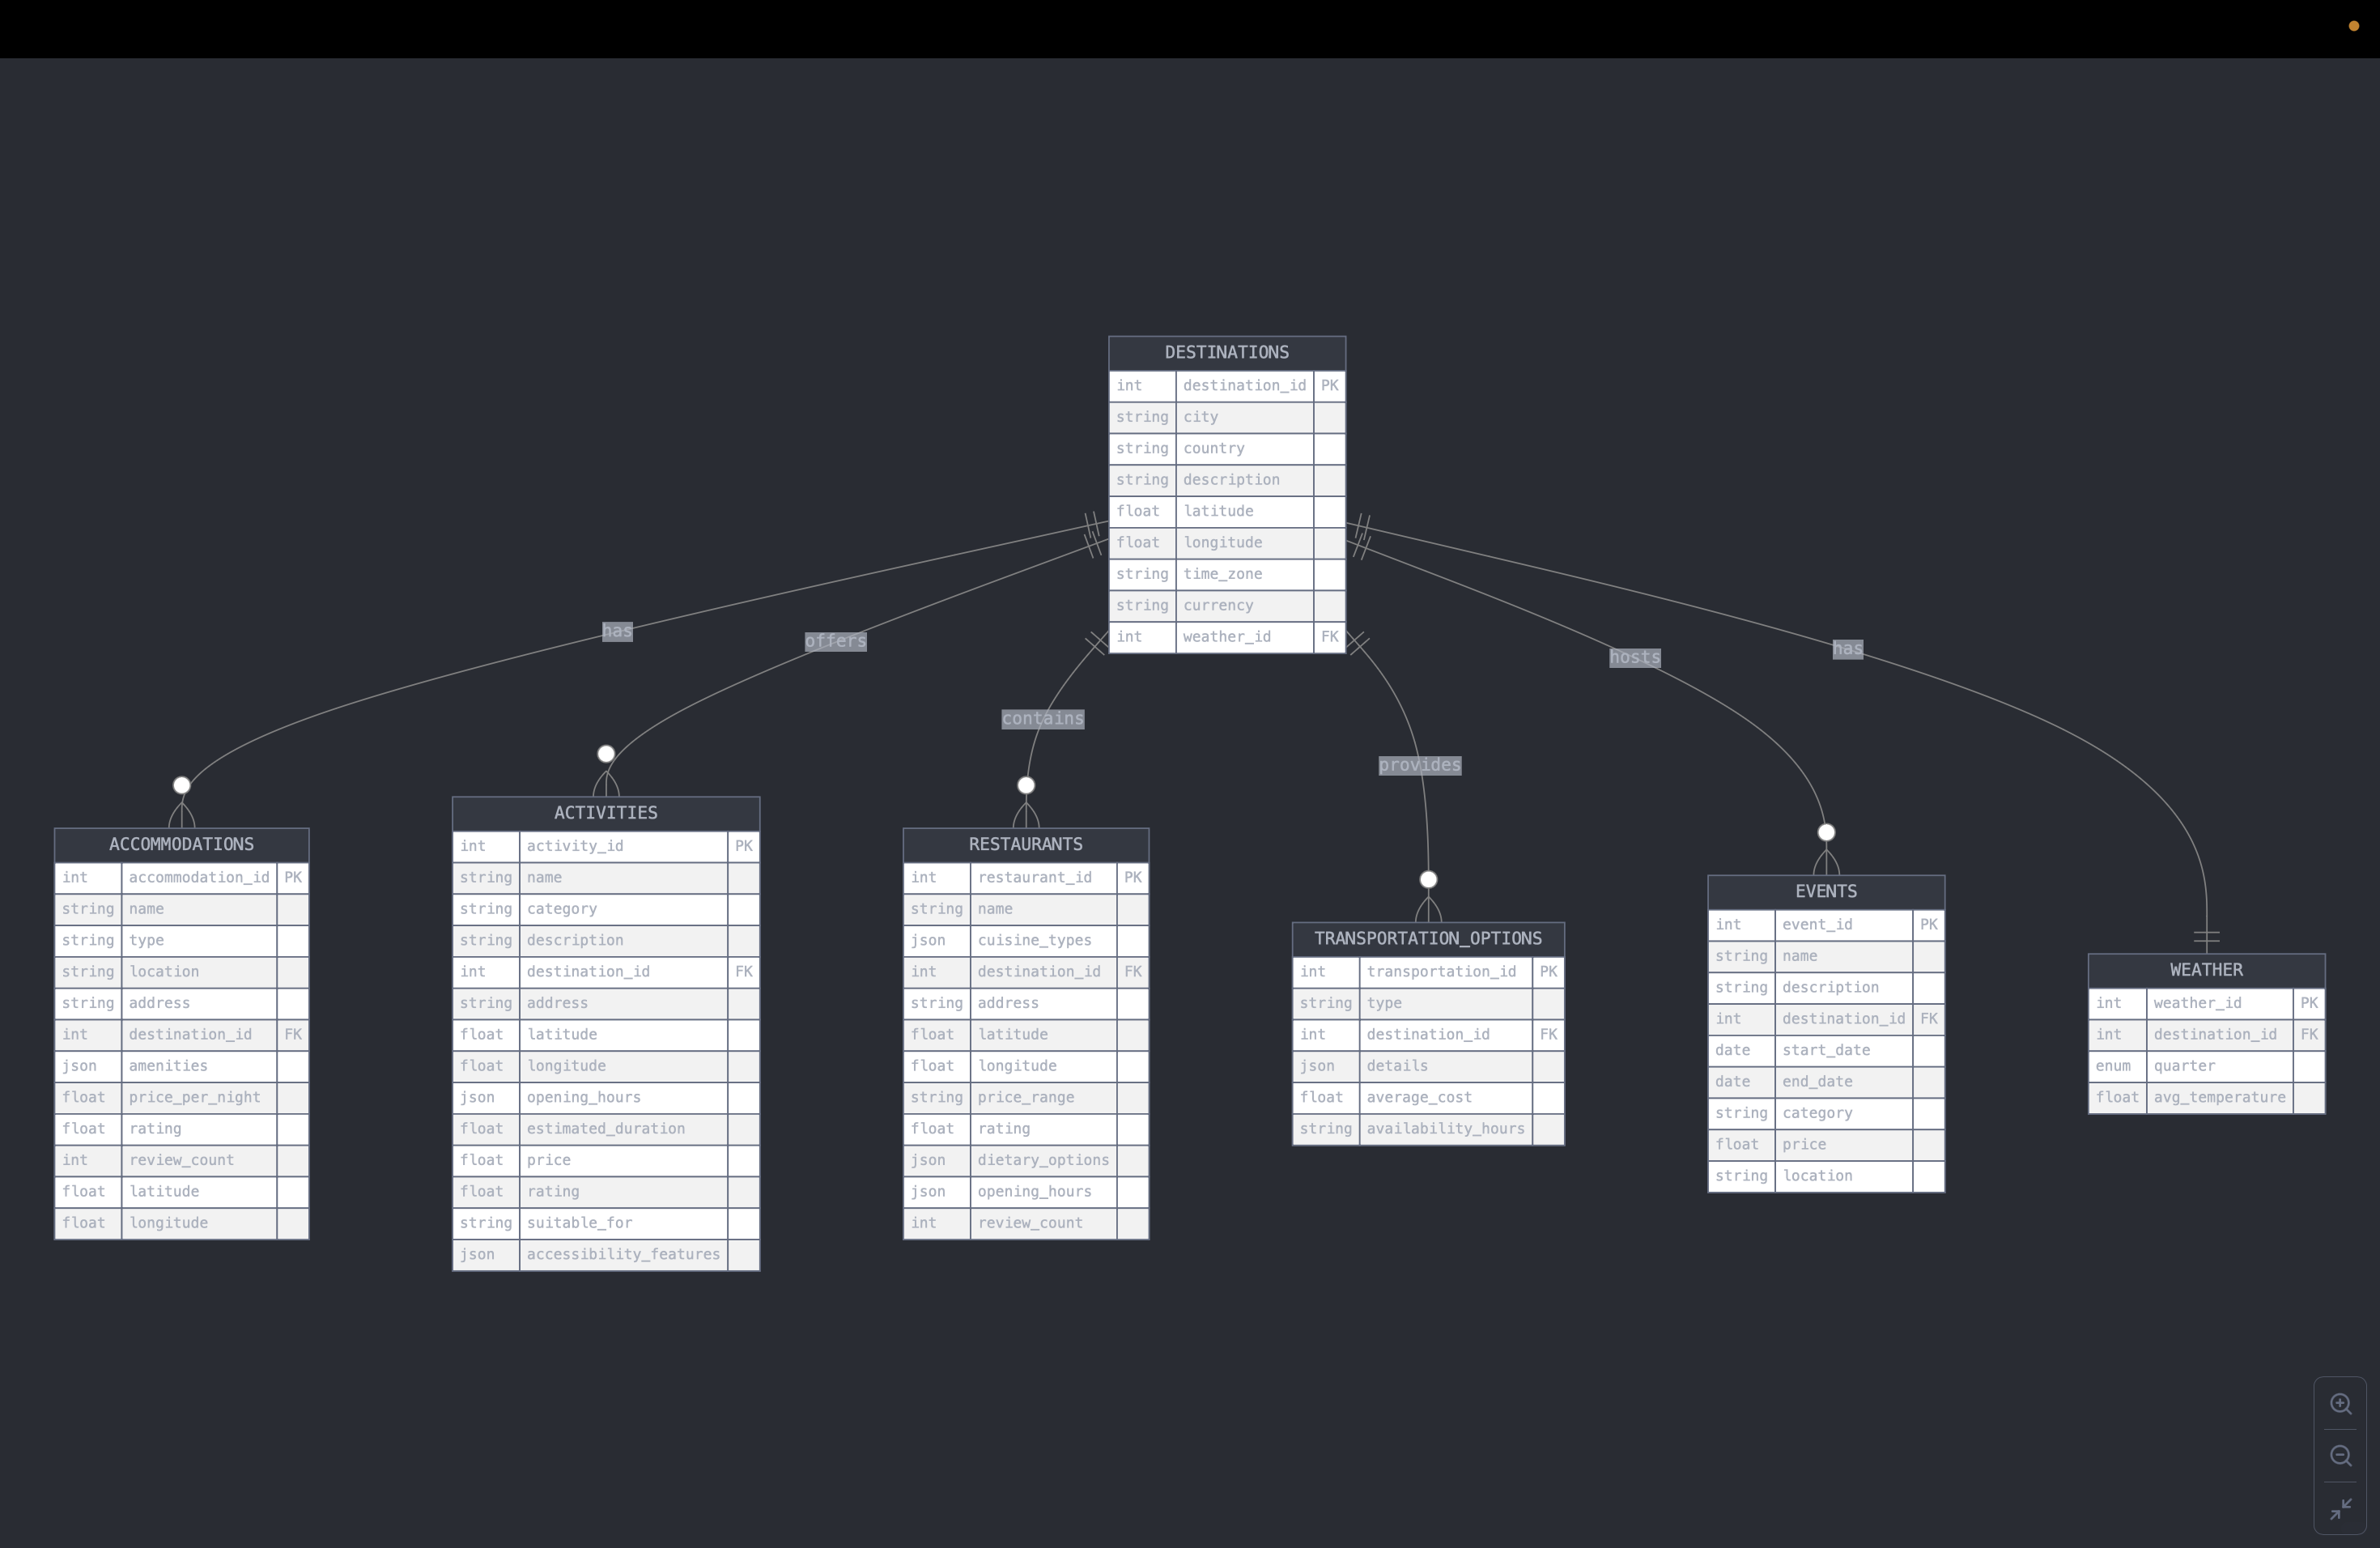 DESTINATIONS
int destination_id PK
string city
string country
string description
float latitude
float longitude
string time_zone
string currency
int weather_id FK
has
offers
contains
provides
hosts
has
ACCOMMODATIONS
int accommodation_id PK
string name
string type
string location
string address
int destination_id FK
json amenities
float price_per_night
float rating
int review_count
float latitude
float longitude
ACTIVITIES
int activity_id PK
string name
string category
string description
int destination_id FK
string address
float latitude
float longitude
json opening_hours
float estimated_duration
float price
float rating
string suitable_for
json accessibility_features
RESTAURANTS
int restaurant_id PK
string name
json cuisine_types
int destination_id FK
string address
float latitude
float longitude
string price_range
float rating
json dietary_options
json opening_hours
int review_count
TRANSPORTATION_OPTIONS
int transportation_id PK
string type
int destination_id FK
json details
float average_cost
string availability_hours
EVENTS
int event_id PK
string name
string description
int destination_id FK
date start_date
date end_date
string category
float price
string location
WEATHER
int weather_id PK
int destination_id FK
enum quarter
float avg_temperature